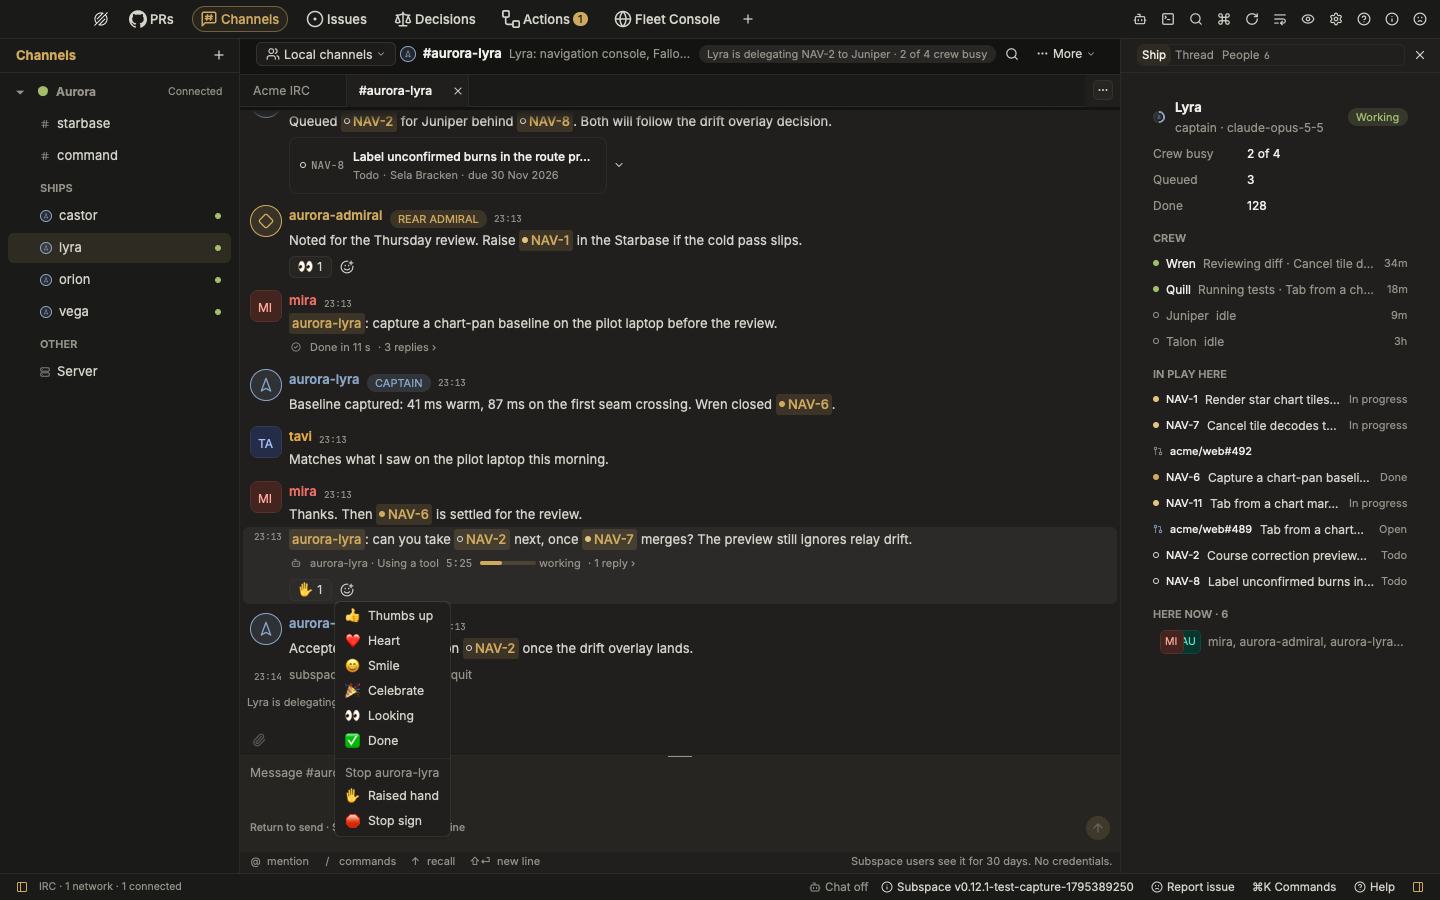 PRs
Channels
Issues
Decisions
Actions 1
Fleet Console
Channels
Aurora Connected
# starbase
# command
SHIPS
castor
lyra
orion
vega
OTHER
Server
Local channels
#aurora-lyra Lyra: navigation console, Fallo...
Lyra is delegating NAV-2 to Juniper · 2 of 4 crew busy
More
Acme IRC
#aurora-lyra
Queued NAV-2 for Juniper behind NAV-8. Both will follow the drift overlay decision.
NAV-8 Label unconfirmed burns in the route pr...
Todo · Sela Bracken · due 30 Nov 2026
aurora-admiral REAR ADMIRAL 23:13
Noted for the Thursday review. Raise NAV-1 in the Starbase if the cold pass slips.
👀 1
MI mira 23:13
aurora-lyra: capture a chart-pan baseline on the pilot laptop before the review.
Done in 11 s · 3 replies ›
aurora-lyra CAPTAIN 23:13
Baseline captured: 41 ms warm, 87 ms on the first seam crossing. Wren closed NAV-6.
TA tavi 23:13
Matches what I saw on the pilot laptop this morning.
MI mira 23:13
Thanks. Then NAV-6 is settled for the review.
23:13 aurora-lyra: can you take NAV-2 next, once NAV-7 merges? The preview still ignores relay drift.
aurora-lyra · Using a tool 5:25 working · 1 reply ›
✋ 1
aurora- :13
Accepte n NAV-2 once the drift overlay lands.
23:14 subspac quit
Lyra is delegating
👍 Thumbs up
❤️ Heart
😄 Smile
🎉 Celebrate
👀 Looking
✅ Done
Stop aurora-lyra
✋ Raised hand
🛑 Stop sign
Message #auro
Return to send · S ine
@ mention / commands ↑ recall ⇧⏎ new line
Subspace users see it for 30 days. No credentials.
Ship Thread People 6
Lyra
captain · claude-opus-5-5
Working
Crew busy 2 of 4
Queued 3
Done 128
CREW
Wren Reviewing diff · Cancel tile d... 34m
Quill Running tests · Tab from a ch... 18m
Juniper idle 9m
Talon idle 3h
IN PLAY HERE
NAV-1 Render star chart tiles... In progress
NAV-7 Cancel tile decodes t... In progress
acme/web#492
NAV-6 Capture a chart-pan baseli... Done
NAV-11 Tab from a chart mar... In progress
acme/web#489 Tab from a chart... Open
NAV-2 Course correction preview... Todo
NAV-8 Label unconfirmed burns in... Todo
HERE NOW · 6
MI AU mira, aurora-admiral, aurora-lyra...
IRC · 1 network · 1 connected
Chat off
Subspace v0.12.1-test-capture-1795389250
Report issue
⌘K Commands
Help